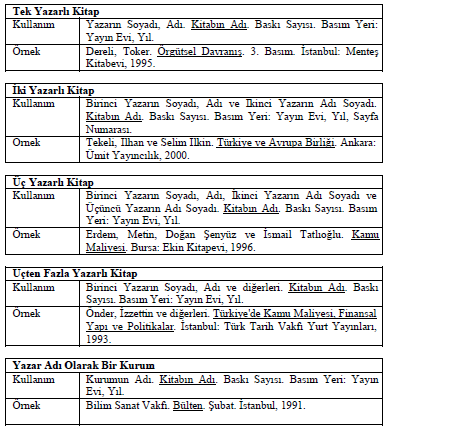 Tek Yazarlı Kitap
Kullanım Yazarın Soyadı, Adı. Kitabın Adı. Baskı Sayısı. Basım Yeri:
Yayın Evi, Yıl.
Örnek Dereli, Toker. Örgütsel Davranış. 3. Basım. İstanbul: Menteş
Kitabevi, 1995.
İki Yazarlı Kitap
Kullanım Birinci Yazarın Soyadı, Adı ve İkinci Yazarın Adı Soyadı.
Kitabın Adı. Baskı Sayısı. Basım Yeri: Yayın Evi, Yıl, Sayfa
Numarası.
Örnek Tekeli, İlhan ve Selim İlkin. Türkiye ve Avrupa Birliği. Ankara:
Ümit Yayıncılık, 2000.
Üç Yazarlı Kitap
Kullanım Birinci Yazarın Soyadı, Adı, İkinci Yazarın Adı Soyadı ve
Üçüncü Yazarın Adı Soyadı. Kitabın Adı. Baskı Sayısı. Basım
Yeri: Yayın Evi, Yıl.
Örnek Erdem, Metin, Doğan Şenyüz ve İsmail Tatlıoğlu. Kamu
Maliyesi. Bursa: Ekin Kitapevi, 1996.
Üçten Fazla Yazarlı Kitap
Kullanım Birinci Yazarın Soyadı, Adı ve diğerleri. Kitabın Adı. Baskı
Sayısı. Basım Yeri: Yayın Evi, Yıl.
Örnek Önder, İzzettin ve diğerleri. Türkiye'de Kamu Maliyesi, Finansal
Yapı ve Politikalar. İstanbul: Türk Tarih Vakfı Yurt Yayınları,
1993.
Yazar Adı Olarak Bir Kurum
Kullanım Kurumun Adı. Kitabın Adı. Baskı Sayısı. Basım Yeri: Yayın
Evi, Yıl.
Örnek Bilim Sanat Vakfı. Bülten. Şubat. İstanbul, 1991.